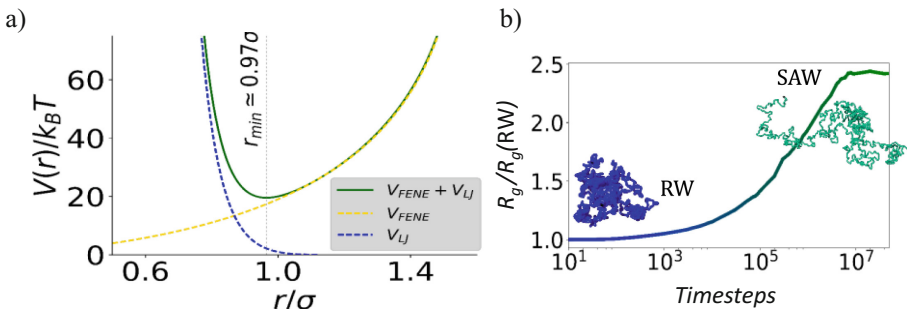 a)
V(r)/k_BT
60
40
20
0
0.6
1.0
1.4
r/σ
r_min ≃ 0.97σ
V_FENE + V_LJ
V_FENE
V_LJ
b)
R_g/R_g(RW)
2.5
2.0
1.5
1.0
10^1
10^3
10^5
10^7
Timesteps
RW
SAW